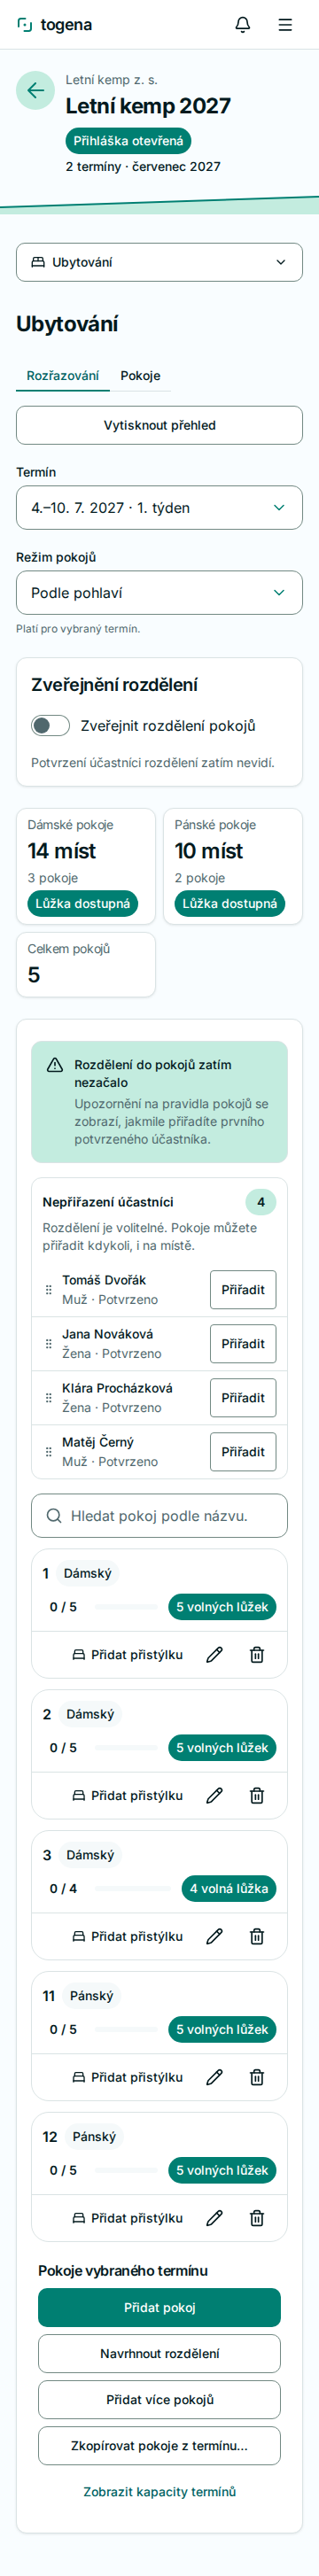 togena
Letní kemp z. s.
Letní kemp 2027
Přihláška otevřená
2 termíny · červenec 2027
Ubytování
Ubytování
Rozřazování
Pokoje
Vytisknout přehled
Termín
4.–10. 7. 2027 · 1. týden
Režim pokojů
Podle pohlaví
Platí pro vybraný termín.
Zveřejnění rozdělení
Zveřejnit rozdělení pokojů
Potvrzení účastníci rozdělení zatím nevidí.
Dámské pokoje
14 míst
3 pokoje
Lůžka dostupná
Pánské pokoje
10 míst
2 pokoje
Lůžka dostupná
Celkem pokojů
5
Rozdělení do pokojů zatím
nezačalo
Upozornění na pravidla pokojů se
zobrazí, jakmile přiřadíte prvního
potvrzeného účastníka.
Nepřiřazení účastníci
4
Rozdělení je volitelné. Pokoje můžete
přiřadit kdykoli, i na místě.
Tomáš Dvořák
Muž · Potvrzeno
Přiřadit
Jana Nováková
Žena · Potvrzeno
Přiřadit
Klára Procházková
Žena · Potvrzeno
Přiřadit
Matěj Černý
Muž · Potvrzeno
Přiřadit
Hledat pokoj podle názvu.
1 Dámský
0 / 5
5 volných lůžek
Přidat přistýlku
2 Dámský
0 / 5
5 volných lůžek
Přidat přistýlku
3 Dámský
0 / 4
4 volná lůžka
Přidat přistýlku
11 Pánský
0 / 5
5 volných lůžek
Přidat přistýlku
12 Pánský
0 / 5
5 volných lůžek
Přidat přistýlku
Pokoje vybraného termínu
Přidat pokoj
Navrhnout rozdělení
Přidat více pokojů
Zkopírovat pokoje z termínu…
Zobrazit kapacity termínů